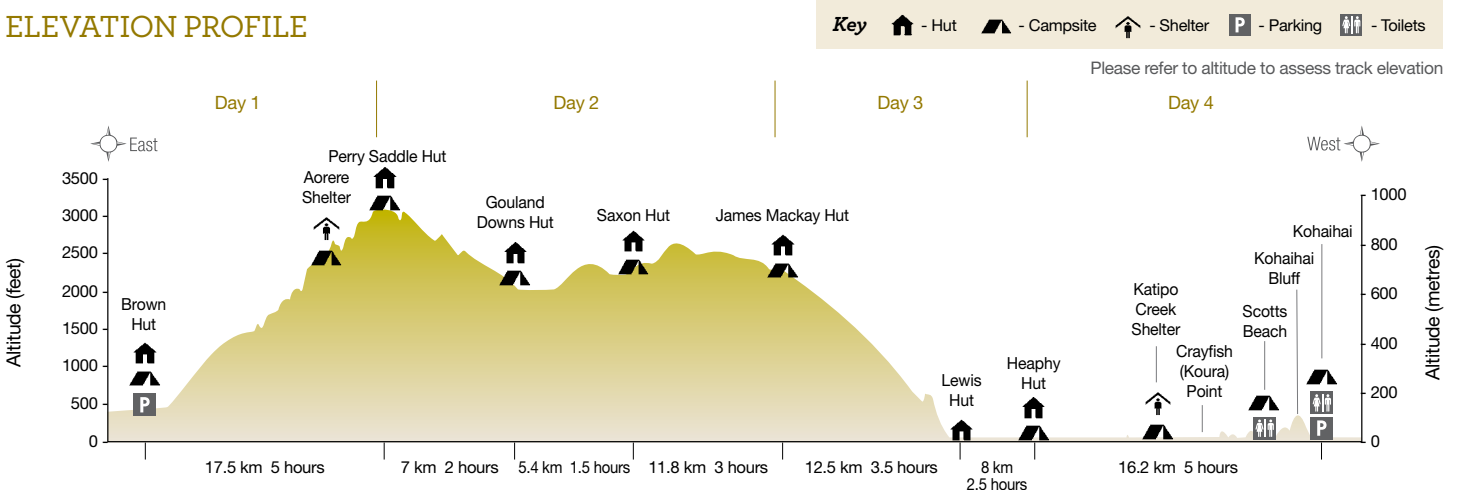 ELEVATION PROFILE
Key
- Hut
- Campsite
- Shelter
P - Parking
- Toilets
Please refer to altitude to assess track elevation
Day 1
Day 2
Day 3
Day 4
East
West
Altitude (feet)
3500
3000
2500
2000
1500
1000
500
0
Brown
Hut
P
Aorere
Shelter
Perry Saddle Hut
Gouland
Downs Hut
Saxon Hut
James Mackay Hut
Lewis
Hut
Heaphy
Hut
Katipo
Creek
Shelter
Crayfish
(Koura)
Point
Scotts
Beach
Kohaihai
Bluff
Kohaihai
P
1000
800
600
400
200
0
Altitude (metres)
17.5 km 5 hours
7 km 2 hours
5.4 km 1.5 hours
11.8 km 3 hours
12.5 km 3.5 hours
8 km
2.5 hours
16.2 km 5 hours